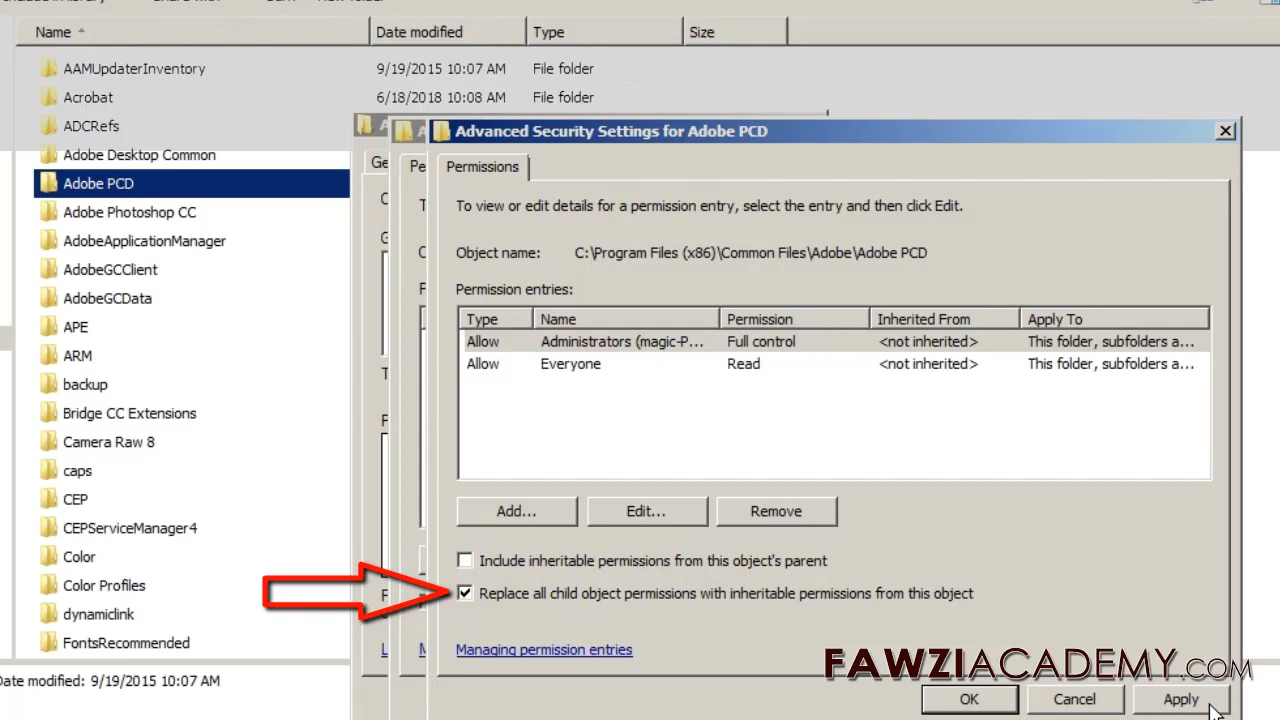 Name Date modified Type Size
AAMUpdaterInventory 9/19/2015 10:07 AM File folder
Acrobat 6/18/2018 10:08 AM File folder
ADCRefs
Adobe Desktop Common
Adobe PCD
Adobe Photoshop CC
AdobeApplicationManager
AdobeGCClient
AdobeGCData
APE
ARM
backup
Bridge CC Extensions
Camera Raw 8
caps
CEP
CEPServiceManager4
Color
Color Profiles
dynamiclink
FontsRecommended
Date modified: 9/19/2015 10:07 AM
Advanced Security Settings for Adobe PCD
Ge
Pe
Permissions
To view or edit details for a permission entry, select the entry and then click Edit.
Object name: C:\Program Files (x86)\Common Files\Adobe\Adobe PCD
Permission entries:
Type Name Permission Inherited From Apply To
Allow Administrators (magic-P... Full control <not inherited> This folder, subfolders a...
Allow Everyone Read <not inherited> This folder, subfolders a...
Add... Edit... Remove
Include inheritable permissions from this object's parent
Replace all child object permissions with inheritable permissions from this object
Managing permission entries
FAWZIACADEMY.COM
OK Cancel Apply